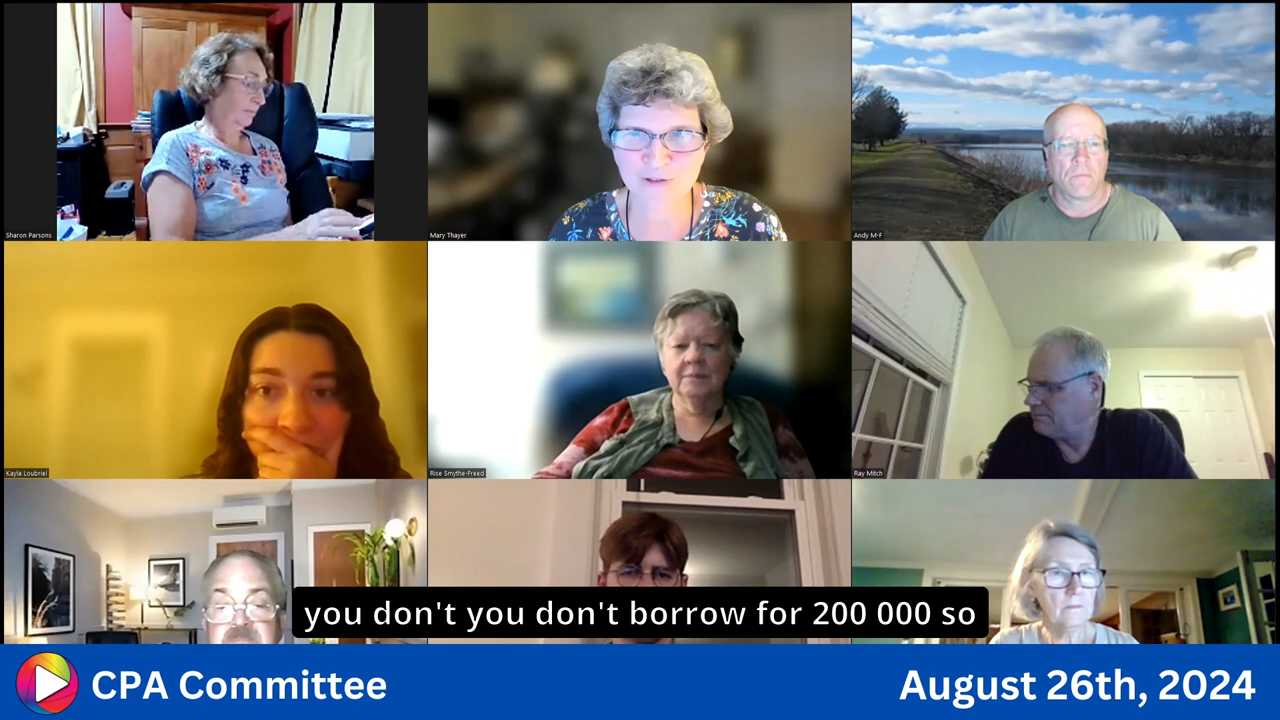 Sharon Parsons
Mary Thayer
Andy M-F
Kayla Loubriel
Rise Smythe-Freed
Ray Mitch
you don't you don't borrow for 200 000 so
CPA Committee
August 26th, 2024